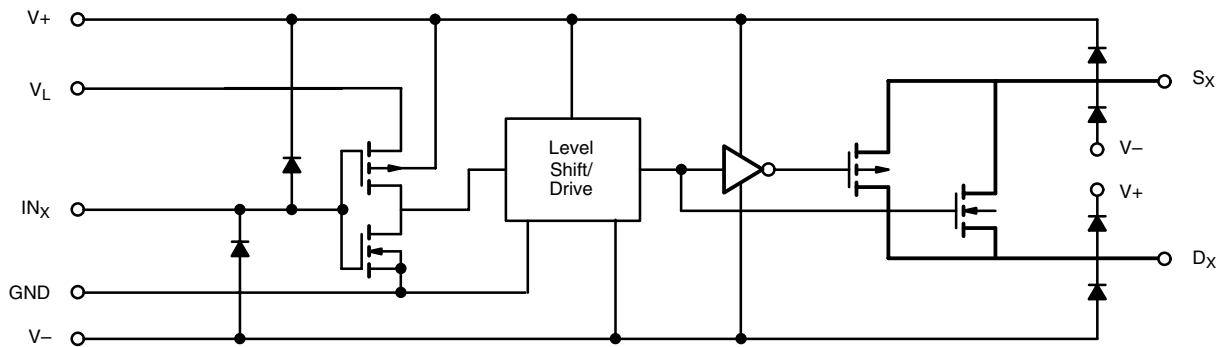 V+
VL
INX
GND
V–
Level
Shift/
Drive
SX
V–
V+
DX